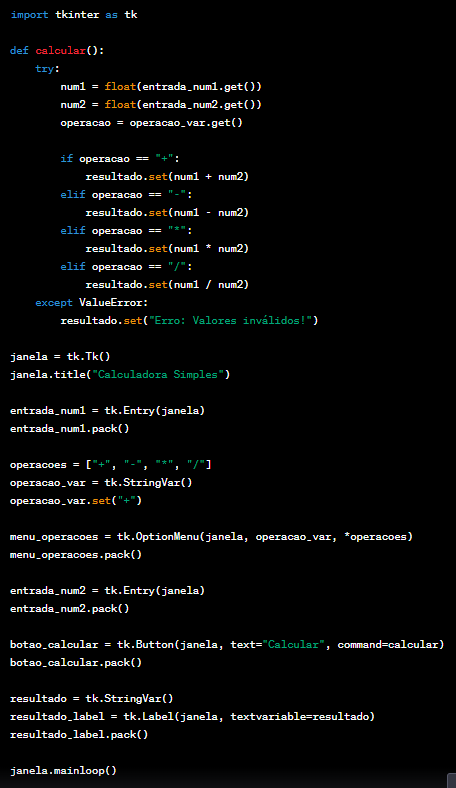 import tkinter as tk
def calcular():
try:
num1 = float(entrada_num1.get())
num2 = float(entrada_num2.get())
operacao = operacao_var.get()
if operacao == "+":
resultado.set(num1 + num2)
elif operacao == "-":
resultado.set(num1 - num2)
elif operacao == "*":
resultado.set(num1 * num2)
elif operacao == "/":
resultado.set(num1 / num2)
except ValueError:
resultado.set("Erro: Valores inválidos!")
janela = tk.Tk()
janela.title("Calculadora Simples")
entrada_num1 = tk.Entry(janela)
entrada_num1.pack()
operacoes = ["+", "-", "*", "/"]
operacao_var = tk.StringVar()
operacao_var.set("+")
menu_operacoes = tk.OptionMenu(janela, operacao_var, *operacoes)
menu_operacoes.pack()
entrada_num2 = tk.Entry(janela)
entrada_num2.pack()
botao_calcular = tk.Button(janela, text="Calcular", command=calcular)
botao_calcular.pack()
resultado = tk.StringVar()
resultado_label = tk.Label(janela, textvariable=resultado)
resultado_label.pack()
janela.mainloop()